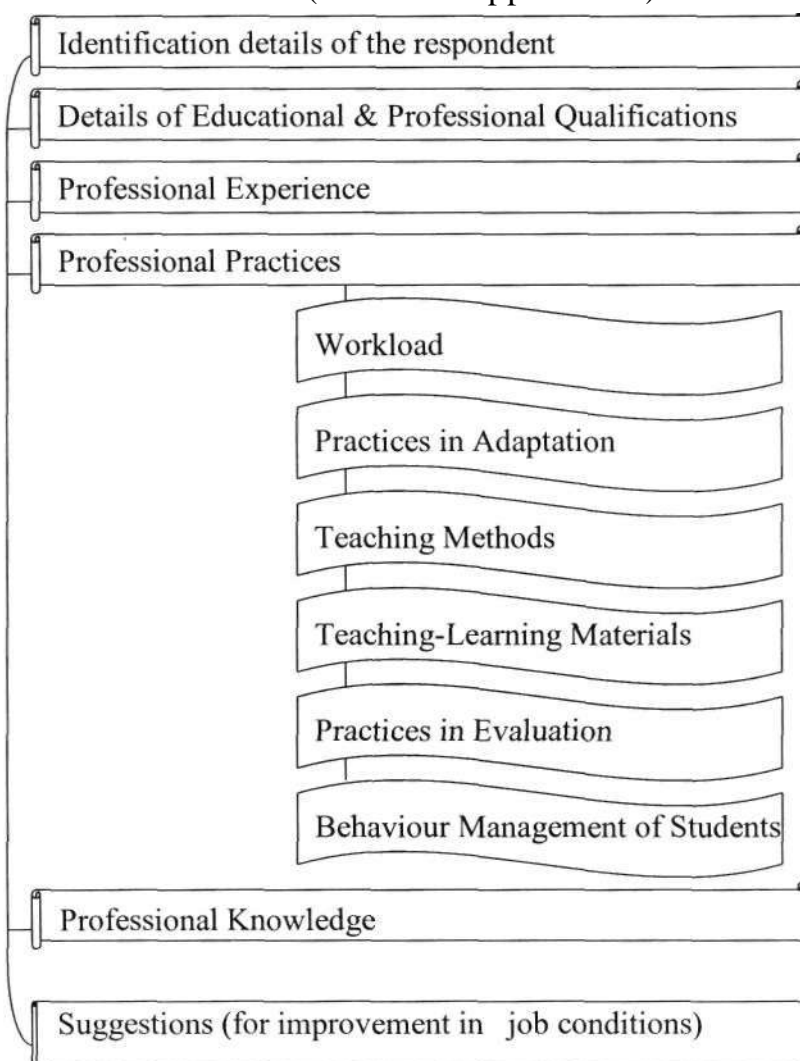 Identification details of the respondent
Details of Educational & Professional Qualifications
Professional Experience
Professional Practices
Workload
Practices in Adaptation
Teaching Methods
Teaching-Learning Materials
Practices in Evaluation
Behaviour Management of Students
Professional Knowledge
Suggestions (for improvement in job conditions)